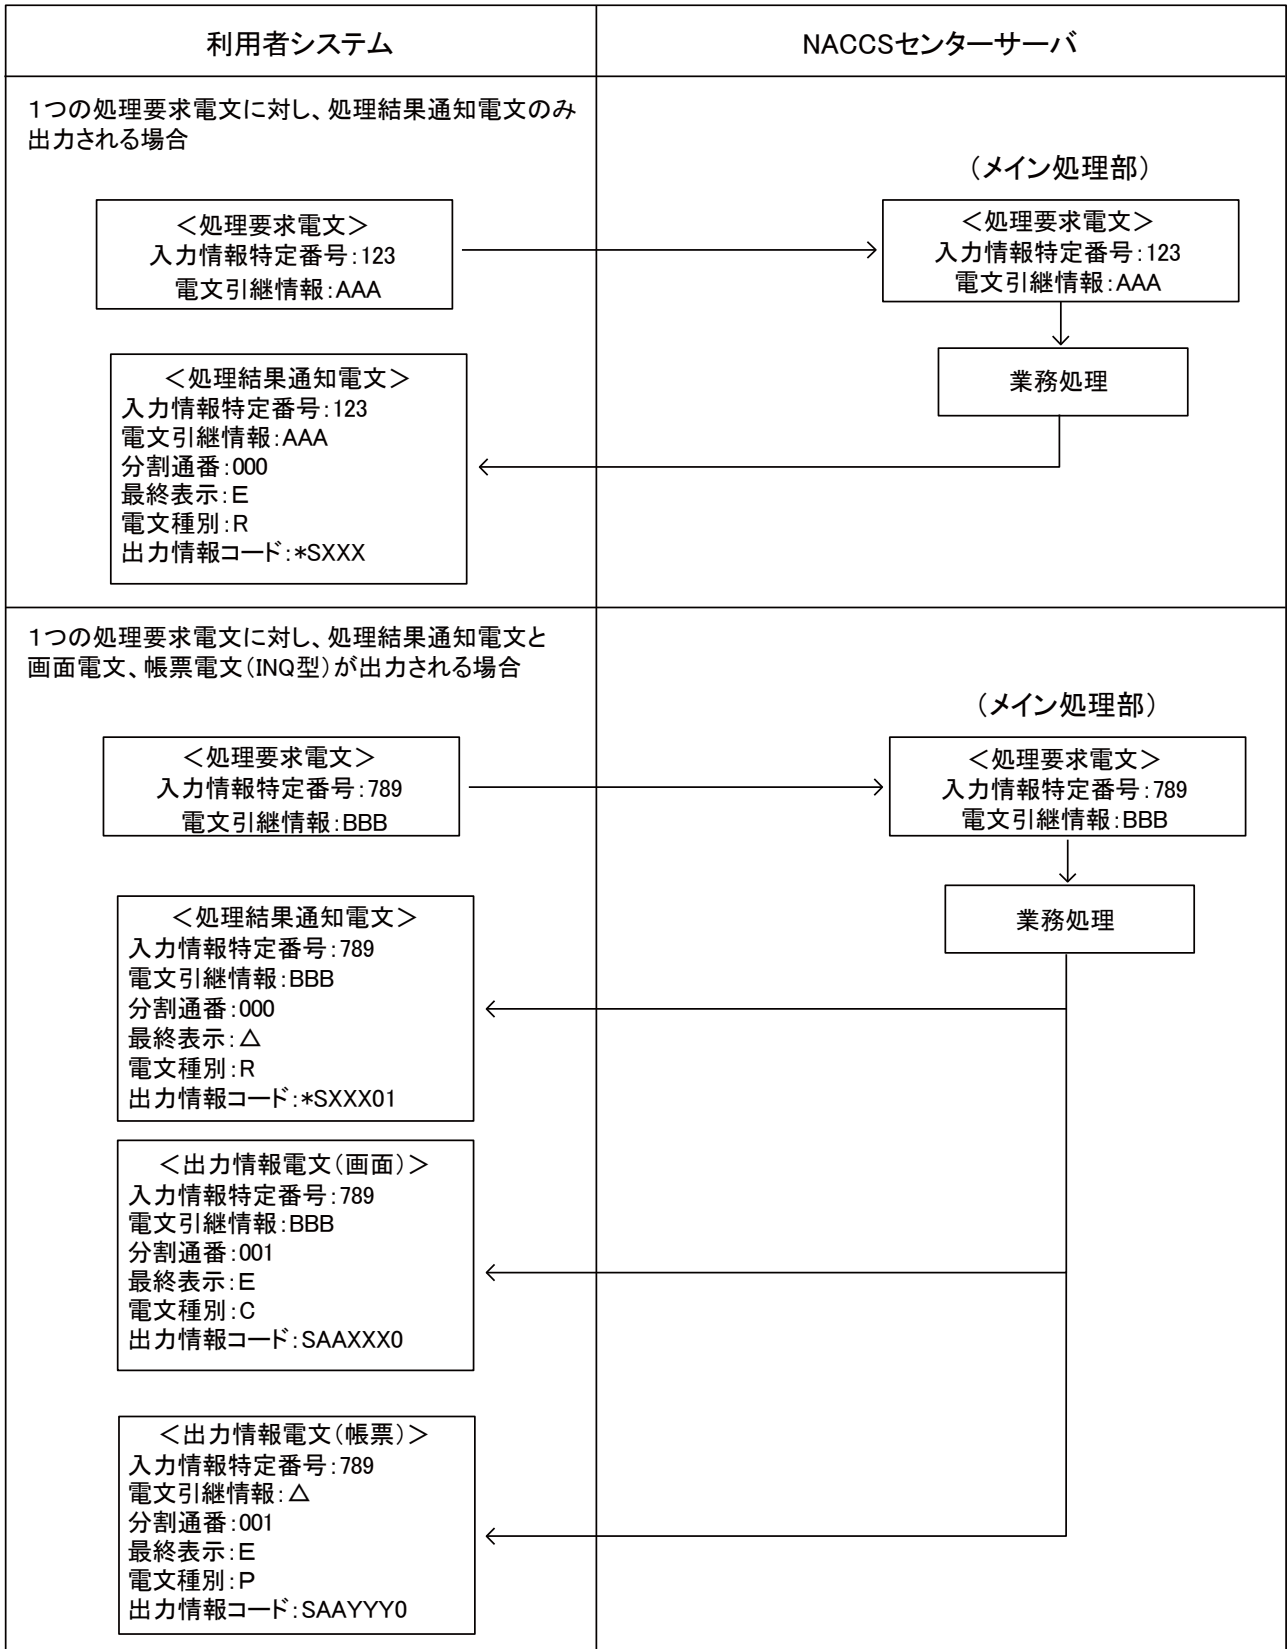 利用者システム
NACCSセンターサーバ
1つの処理要求電文に対し、処理結果通知電文のみ
出力される場合
(メイン処理部)
<処理要求電文>
入力情報特定番号:123
電文引継情報:AAA
<処理要求電文>
入力情報特定番号:123
電文引継情報:AAA
業務処理
<処理結果通知電文>
入力情報特定番号:123
電文引継情報:AAA
分割通番:000
最終表示:E
電文種別:R
出力情報コード:*SXXX
1つの処理要求電文に対し、処理結果通知電文と
画面電文、帳票電文(INQ型)が出力される場合
(メイン処理部)
<処理要求電文>
入力情報特定番号:789
電文引継情報:BBB
<処理要求電文>
入力情報特定番号:789
電文引継情報:BBB
業務処理
<処理結果通知電文>
入力情報特定番号:789
電文引継情報:BBB
分割通番:000
最終表示:△
電文種別:R
出力情報コード:*SXXX01
<出力情報電文(画面)>
入力情報特定番号:789
電文引継情報:BBB
分割通番:001
最終表示:E
電文種別:C
出力情報コード:SAAXXX0
<出力情報電文(帳票)>
入力情報特定番号:789
電文引継情報:△
分割通番:001
最終表示:E
電文種別:P
出力情報コード:SAAYYY0